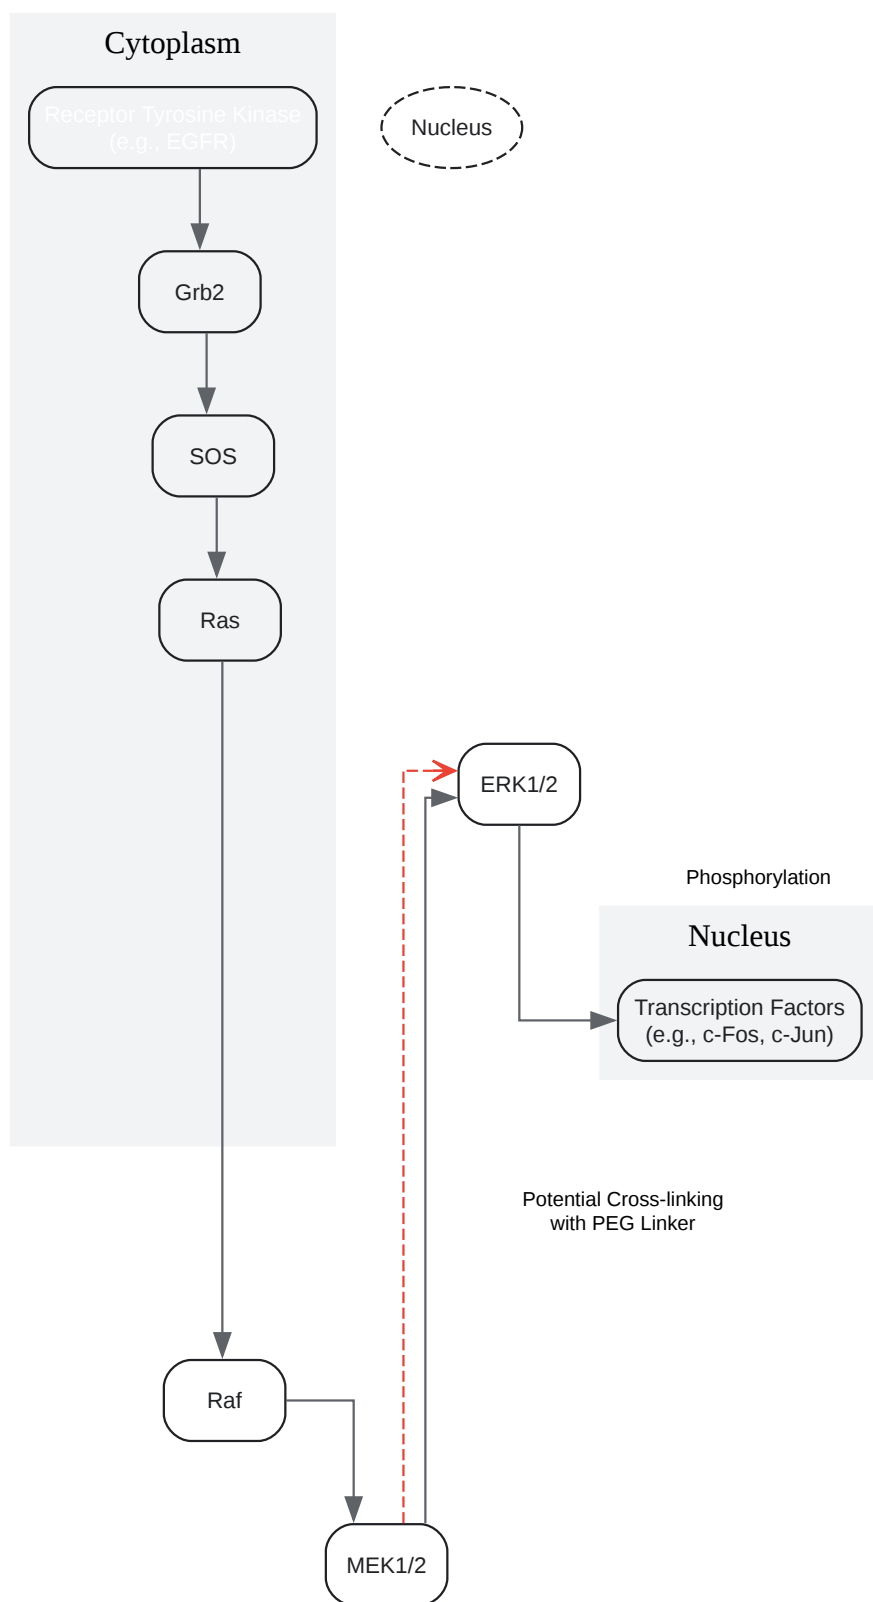 Cytoplasm
Receptor Tyrosine Kinase
(e.g., EGFR)
Nucleus
Grb2
SOS
Ras
ERK1/2
Phosphorylation
Nucleus
Transcription Factors
(e.g., c-Fos, c-Jun)
Potential Cross-linking
with PEG Linker
Raf
MEK1/2